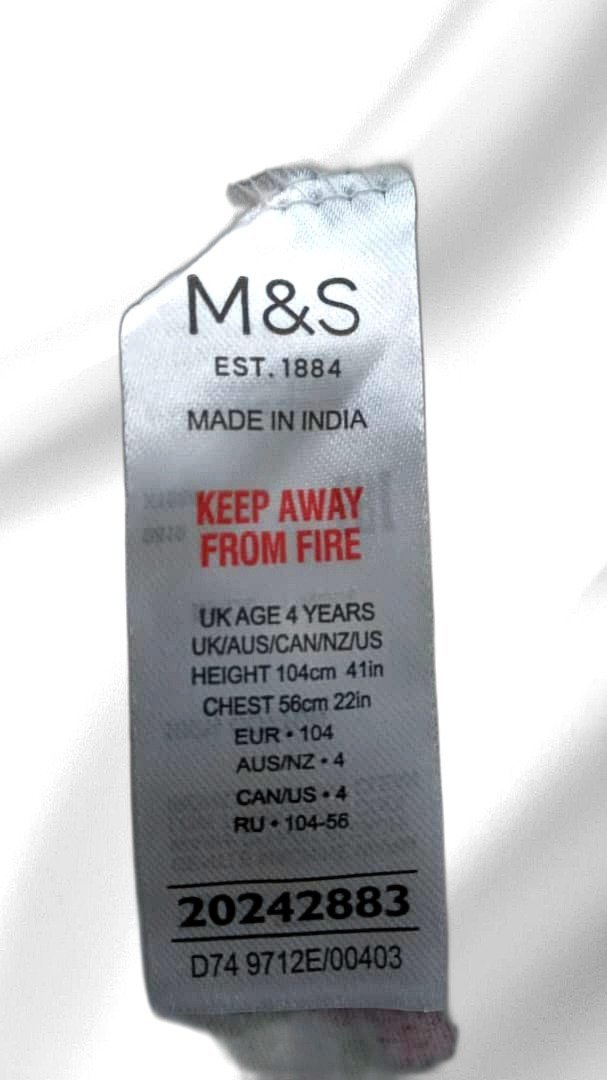 M&S
EST. 1884
MADE IN INDIA
KEEP AWAY
FROM FIRE
UK AGE 4 YEARS
UK/AUS/CAN/NZ/US
HEIGHT 104cm 41in
CHEST 56cm 22in
EUR • 104
AUS/NZ • 4
CAN/US • 4
RU • 104-56
20242883
D74 9712E/00403